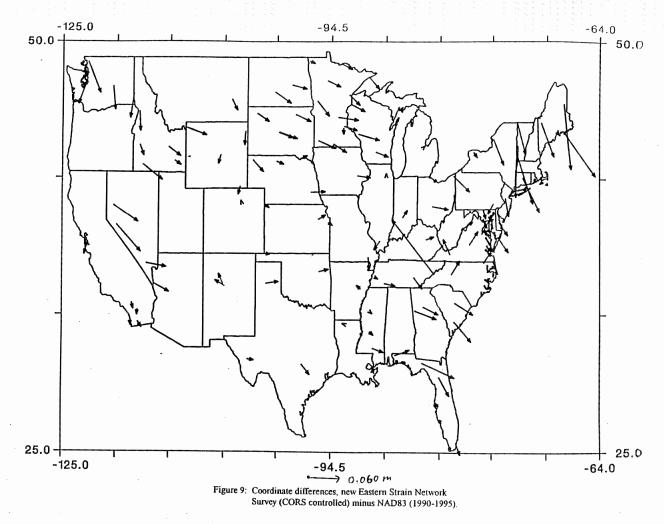 -125.0 -94.5 -64.0
50.0 50.0
25.0 25.0
-125.0 -94.5 -64.0
0.060 m
Figure 9: Coordinate differences, new Eastern Strain Network
Survey (CORS controlled) minus NAD83 (1990-1995).